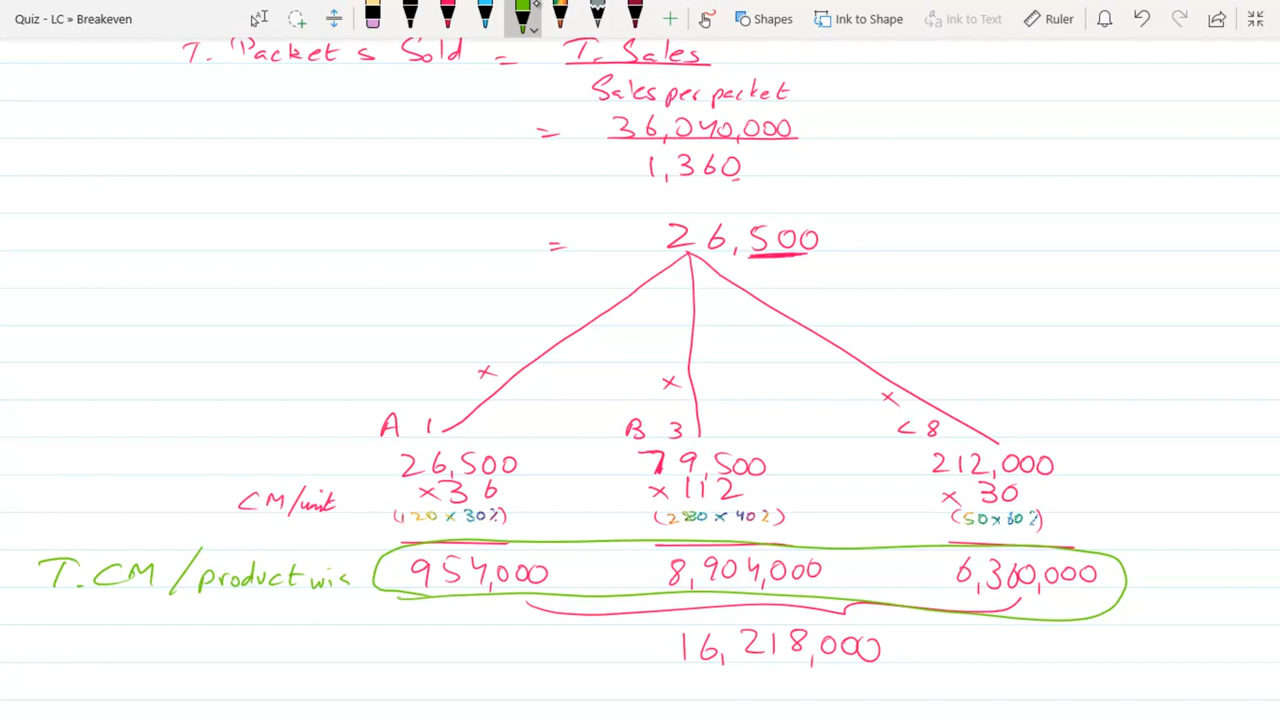 Quiz - LC » Breakeven
Shapes Ink to Shape Ink to Text Ruler
T. Packets Sold = T. Sales
Sales per packet
= 36,040,000
1,360
= 26,500
× × ×
A 1 B 3 C 8
26,500 79,500 212,000
CM/unit ×36 ×112 × 30
(120 × 30%) (280 × 40%) (50×60%)
T.CM/productwis 954,000 8,904,000 6,360,000
16,218,000